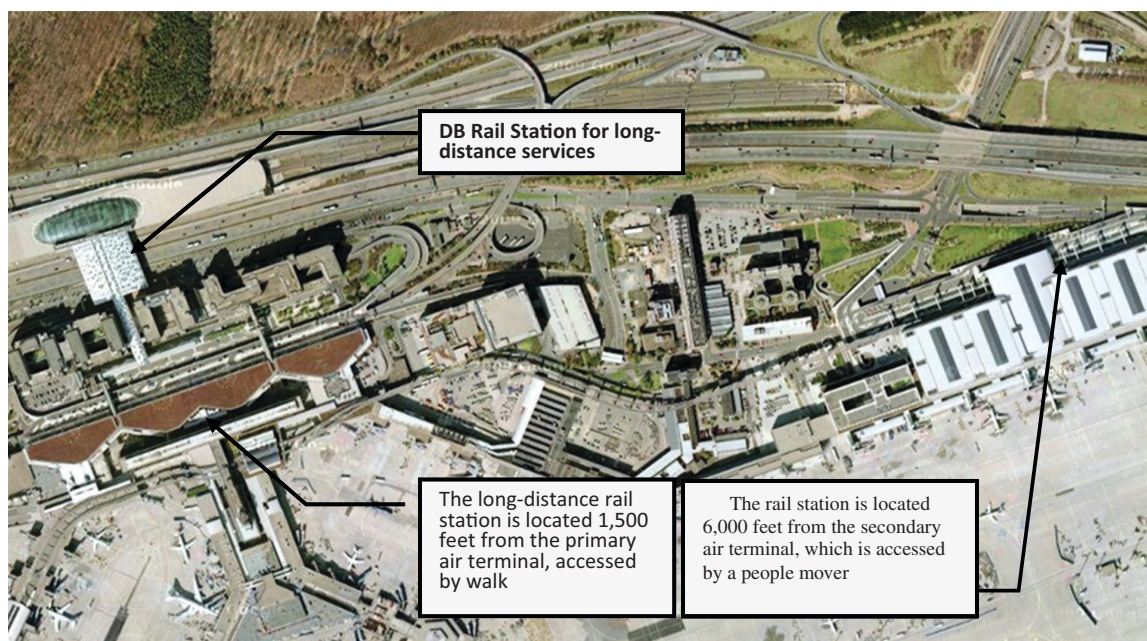 DB Rail Station for long-
distance services
The long-distance rail
station is located 1,500
feet from the primary
air terminal, accessed
by walk
The rail station is located
6,000 feet from the secondary
air terminal, which is accessed
by a people mover